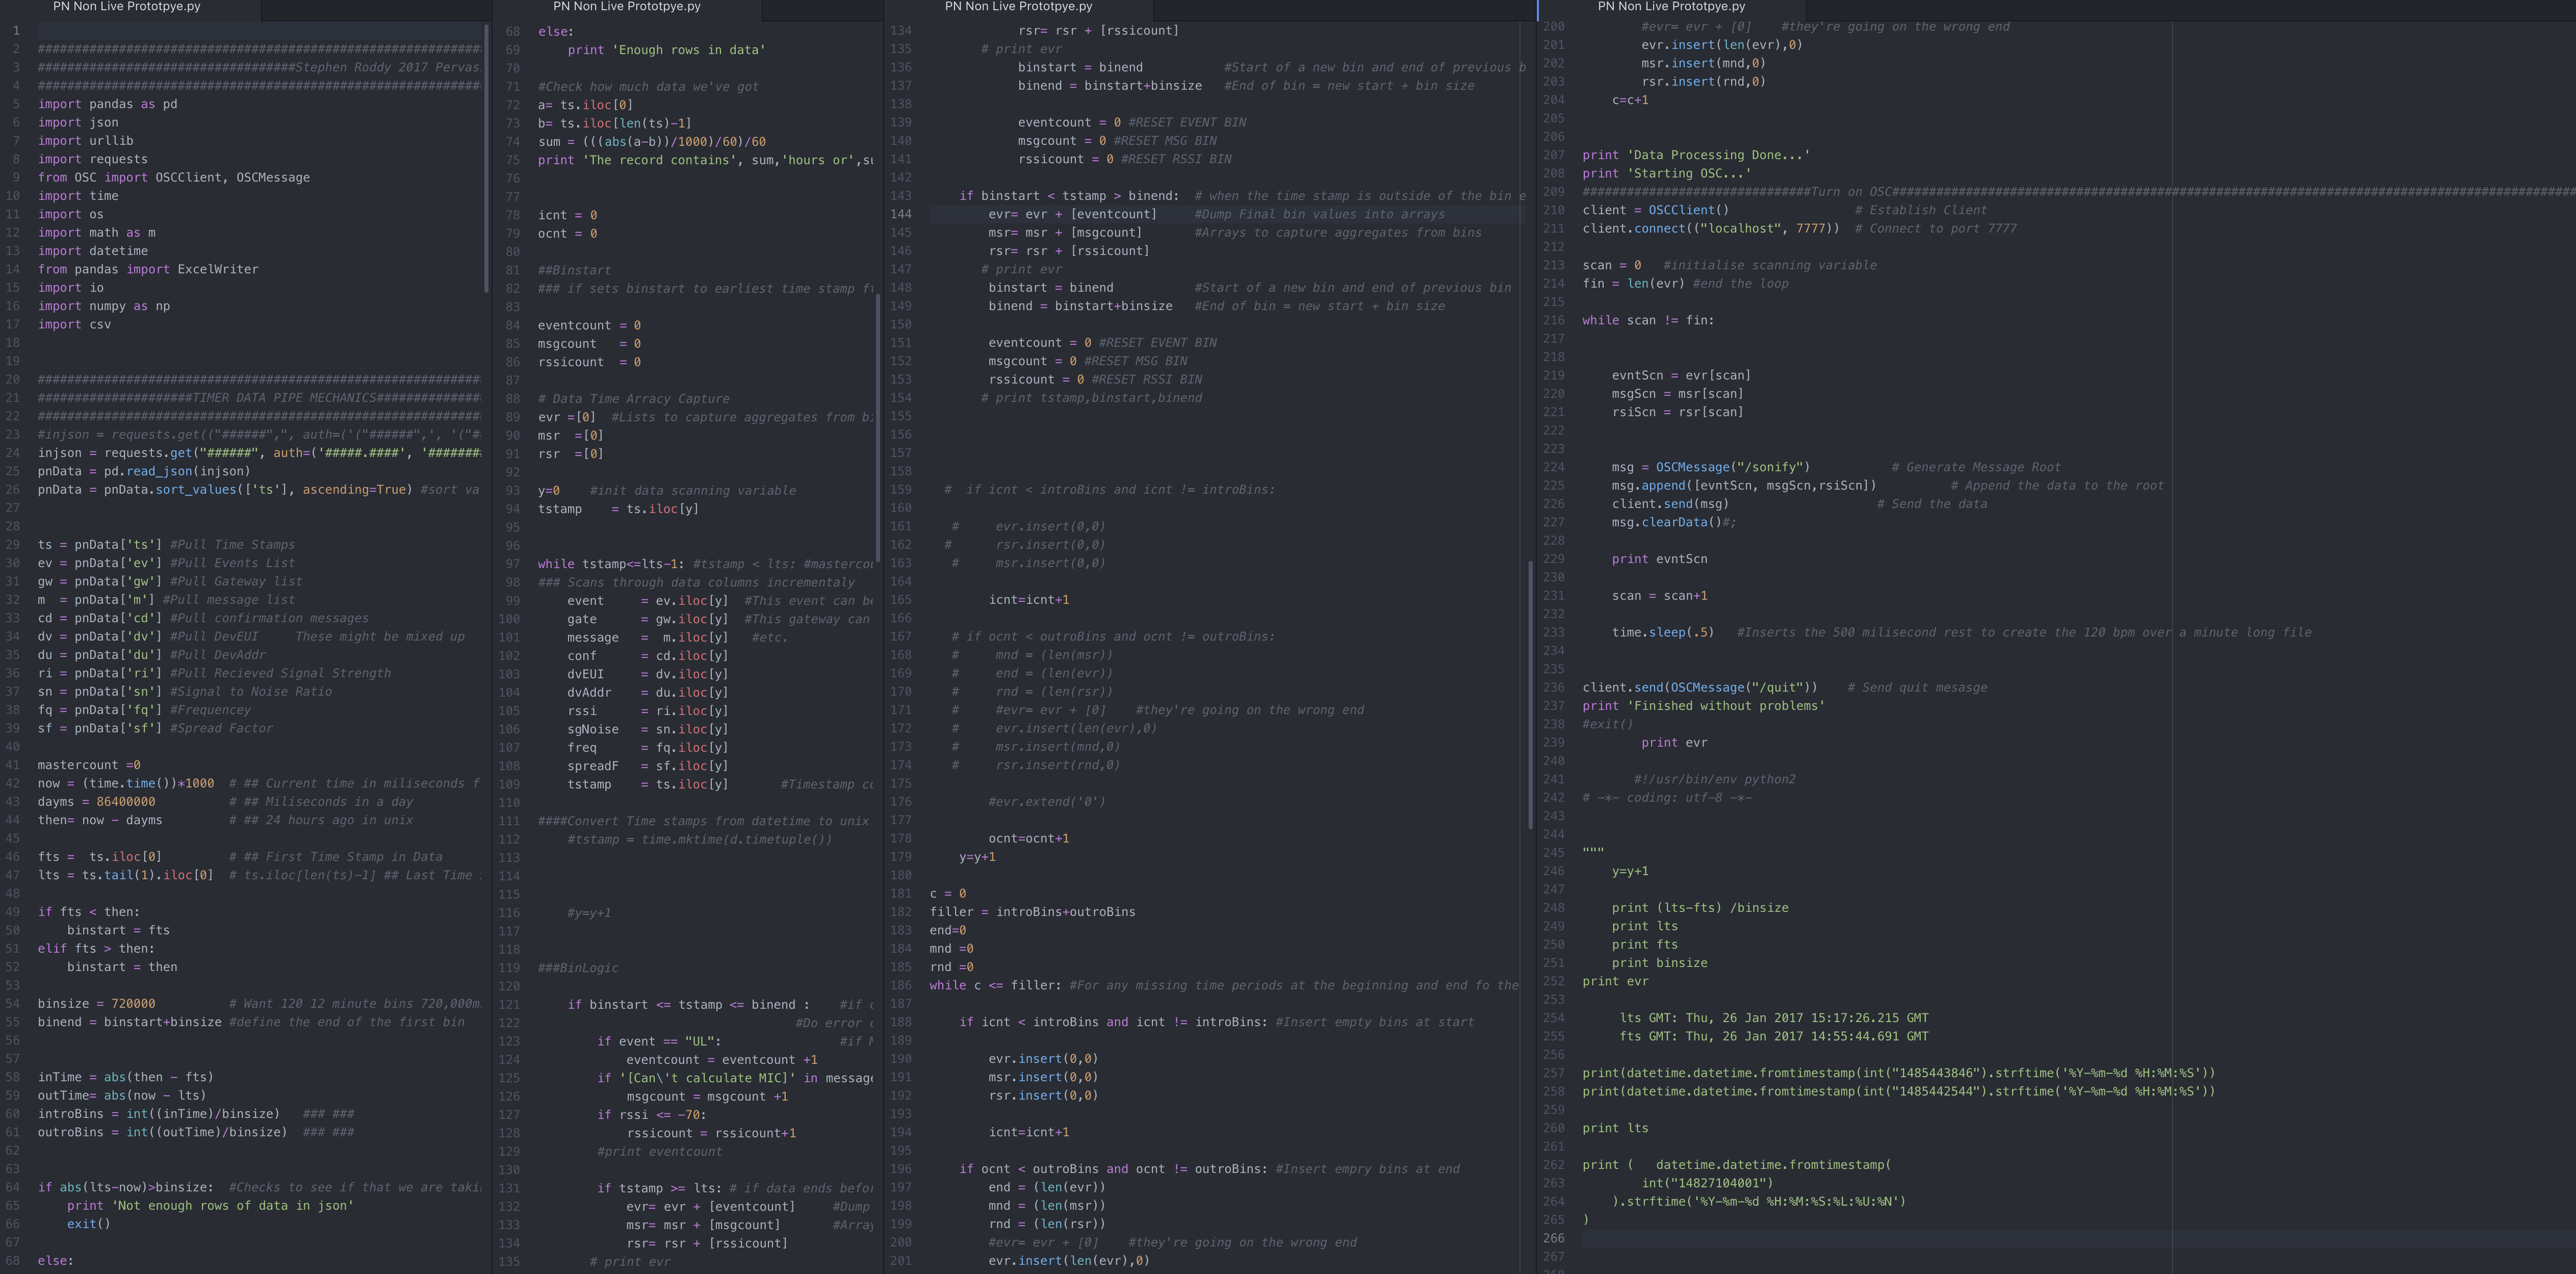 PN Non Live Prototpye.py
1
2 ############################################################
3 ###################################Stephen Roddy 2017 Pervas
4 ############################################################
5 import pandas as pd
6 import json
7 import urllib
8 import requests
9 from OSC import OSCClient, OSCMessage
10 import time
11 import os
12 import math as m
13 import datetime
14 from pandas import ExcelWriter
15 import io
16 import numpy as np
17 import csv
18
19
20 ############################################################
21 #####################TIMER DATA PIPE MECHANICS##############
22 ############################################################
23 #injson = requests.get(("######",", auth=('("######",', '("#
24 injson = requests.get("######", auth=('#####.####', '#######
25 pnData = pd.read_json(injson)
26 pnData = pnData.sort_values(['ts'], ascending=True) #sort va
27
28
29 ts = pnData['ts'] #Pull Time Stamps
30 ev = pnData['ev'] #Pull Events List
31 gw = pnData['gw'] #Pull Gateway list
32 m  = pnData['m'] #Pull message list
33 cd = pnData['cd'] #Pull confirmation messages
34 dv = pnData['dv'] #Pull DevEUI     These might be mixed up
35 du = pnData['du'] #Pull DevAddr
36 ri = pnData['ri'] #Pull Recieved Signal Strength
37 sn = pnData['sn'] #Signal to Noise Ratio
38 fq = pnData['fq'] #Frequencey
39 sf = pnData['sf'] #Spread Factor
40
41 mastercount =0
42 now = (time.time())*1000  # ## Current time in miliseconds f
43 dayms = 86400000          # ## Miliseconds in a day
44 then= now - dayms         # ## 24 hours ago in unix
45
46 fts =  ts.iloc[0]         # ## First Time Stamp in Data
47 lts = ts.tail(1).iloc[0]  # ts.iloc[len(ts)-1] ## Last Time
48
49 if fts < then:
50     binstart = fts
51 elif fts > then:
52     binstart = then
53
54 binsize = 720000          # Want 120 12 minute bins 720,000m
55 binend = binstart+binsize #define the end of the first bin
56
57
58 inTime = abs(then - fts)
59 outTime= abs(now - lts)
60 introBins = int((inTime)/binsize)   ### ###
61 outroBins = int((outTime)/binsize)  ### ###
62
63
64 if abs(lts-now)>binsize:  #Checks to see if that we are taki
65     print 'Not enough rows of data in json'
66     exit()
67
68 else:
PN Non Live Prototpye.py
68 else:
69     print 'Enough rows in data'
70
71 #Check how much data we've got
72 a= ts.iloc[0]
73 b= ts.iloc[len(ts)-1]
74 sum = (((abs(a-b))/1000)/60)/60
75 print 'The record contains', sum,'hours or',su
76
77
78 icnt = 0
79 ocnt = 0
80
81 ##Binstart
82 ### if sets binstart to earliest time stamp ft
83
84 eventcount = 0
85 msgcount   = 0
86 rssicount  = 0
87
88 # Data Time Arracy Capture
89 evr =[0]  #Lists to capture aggregates from bi
90 msr  =[0]
91 rsr  =[0]
92
93 y=0    #init data scanning variable
94 tstamp    = ts.iloc[y]
95
96
97 while tstamp<=lts-1: #tstamp < lts: #mastercou
98 ### Scans through data columns incrementaly
99     event     = ev.iloc[y]  #This event can be
100     gate      = gw.iloc[y]  #This gateway can
101     message   =  m.iloc[y]   #etc.
102     conf      = cd.iloc[y]
103     dvEUI     = dv.iloc[y]
104     dvAddr    = du.iloc[y]
105     rssi      = ri.iloc[y]
106     sgNoise   = sn.iloc[y]
107     freq      = fq.iloc[y]
108     spreadF   = sf.iloc[y]
109     tstamp    = ts.iloc[y]       #Timestamp co
110
111 ####Convert Time stamps from datetime to unix
112     #tstamp = time.mktime(d.timetuple())
113
114
115
116     #y=y+1
117
118
119 ###BinLogic
120
121     if binstart <= tstamp <= binend :    #if
122                                    #Do error
123         if event == "UL":                #if
124             eventcount = eventcount +1
125         if '[Can\'t calculate MIC]' in message
126             msgcount = msgcount +1
127         if rssi <= -70:
128             rssicount = rssicount+1
129         #print eventcount
130
131         if tstamp >= lts: # if data ends befor
132             evr= evr + [eventcount]     #Dump
133             msr= msr + [msgcount]       #Array
134             rsr= rsr + [rssicount]
135        # print evr
PN Non Live Prototpye.py
134             rsr= rsr + [rssicount]
135        # print evr
136             binstart = binend           #Start of a new bin and end of previous b
137             binend = binstart+binsize   #End of bin = new start + bin size
138
139             eventcount = 0 #RESET EVENT BIN
140             msgcount = 0 #RESET MSG BIN
141             rssicount = 0 #RESET RSSI BIN
142
143     if binstart < tstamp > binend:  # when the time stamp is outside of the bin e
144         evr= evr + [eventcount]     #Dump Final bin values into arrays
145         msr= msr + [msgcount]       #Arrays to capture aggregates from bins
146         rsr= rsr + [rssicount]
147        # print evr
148         binstart = binend           #Start of a new bin and end of previous bin
149         binend = binstart+binsize   #End of bin = new start + bin size
150
151         eventcount = 0 #RESET EVENT BIN
152         msgcount = 0 #RESET MSG BIN
153         rssicount = 0 #RESET RSSI BIN
154        # print tstamp,binstart,binend
155
156
157
158
159   #  if icnt < introBins and icnt != introBins:
160
161    #     evr.insert(0,0)
162   #      rsr.insert(0,0)
163    #     msr.insert(0,0)
164
165         icnt=icnt+1
166
167    # if ocnt < outroBins and ocnt != outroBins:
168    #     mnd = (len(msr))
169    #     end = (len(evr))
170    #     rnd = (len(rsr))
171    #     #evr= evr + [0]    #they're going on the wrong end
172    #     evr.insert(len(evr),0)
173    #     msr.insert(mnd,0)
174    #     rsr.insert(rnd,0)
175
176         #evr.extend('0')
177
178         ocnt=ocnt+1
179     y=y+1
180
181 c = 0
182 filler = introBins+outroBins
183 end=0
184 mnd =0
185 rnd =0
186 while c <= filler: #For any missing time periods at the beginning and end fo the
187
188     if icnt < introBins and icnt != introBins: #Insert empty bins at start
189
190         evr.insert(0,0)
191         msr.insert(0,0)
192         rsr.insert(0,0)
193
194         icnt=icnt+1
195
196     if ocnt < outroBins and ocnt != outroBins: #Insert empry bins at end
197         end = (len(evr))
198         mnd = (len(msr))
199         rnd = (len(rsr))
200         #evr= evr + [0]    #they're going on the wrong end
201         evr.insert(len(evr),0)
PN Non Live Prototpye.py
200         #evr= evr + [0]    #they're going on the wrong end
201         evr.insert(len(evr),0)
202         msr.insert(mnd,0)
203         rsr.insert(rnd,0)
204     c=c+1
205
206
207 print 'Data Processing Done...'
208 print 'Starting OSC...'
209 ###############################Turn on OSC############################################################
210 client = OSCClient()                 # Establish Client
211 client.connect(("localhost", 7777))  # Connect to port 7777
212
213 scan = 0   #initialise scanning variable
214 fin = len(evr) #end the loop
215
216 while scan != fin:
217
218
219     evntScn = evr[scan]
220     msgScn = msr[scan]
221     rsiScn = rsr[scan]
222
223
224     msg = OSCMessage("/sonify")           # Generate Message Root
225     msg.append([evntScn, msgScn,rsiScn])          # Append the data to the root
226     client.send(msg)                    # Send the data
227     msg.clearData()#;
228
229     print evntScn
230
231     scan = scan+1
232
233     time.sleep(.5)   #Inserts the 500 milisecond rest to create the 120 bpm over a minute long file
234
235
236 client.send(OSCMessage("/quit"))    # Send quit mesasge
237 print 'Finished without problems'
238 #exit()
239         print evr
240
241        #!/usr/bin/env python2
242 # -*- coding: utf-8 -*-
243
244
245 """
246     y=y+1
247
248     print (lts-fts) /binsize
249     print lts
250     print fts
251     print binsize
252 print evr
253
254      lts GMT: Thu, 26 Jan 2017 15:17:26.215 GMT
255      fts GMT: Thu, 26 Jan 2017 14:55:44.691 GMT
256
257 print(datetime.datetime.fromtimestamp(int("1485443846").strftime('%Y-%m-%d %H:%M:%S'))
258 print(datetime.datetime.fromtimestamp(int("1485442544").strftime('%Y-%m-%d %H:%M:%S'))
259
260 print lts
261
262 print (   datetime.datetime.fromtimestamp(
263         int("14827104001")
264     ).strftime('%Y-%m-%d %H:%M:%S:%L:%U:%N')
265 )
266
267